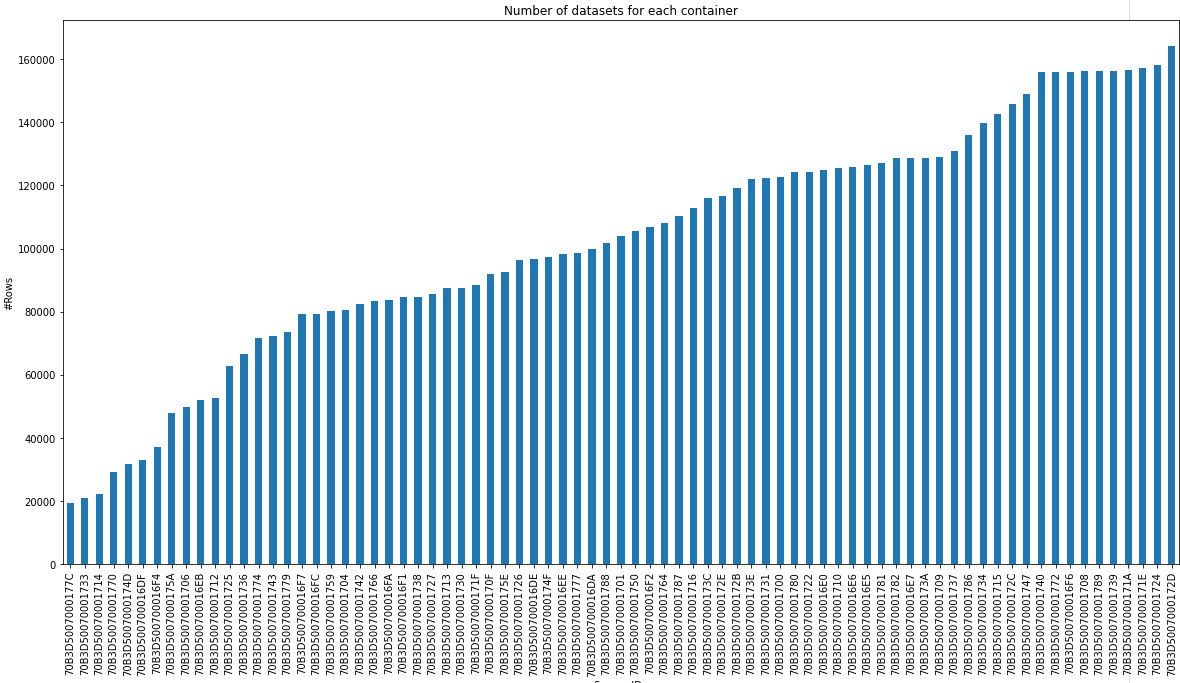 Number of datasets for each container
#Rows
160000
140000
120000
100000
80000
60000
40000
20000
0
70B3D5007000177C
70B3D50070001733
70B3D50070001714
70B3D50070001770
70B3D5007000174D
70B3D500700016DF
70B3D500700016F4
70B3D5007000175A
70B3D50070001706
70B3D500700016EB
70B3D50070001712
70B3D50070001725
70B3D50070001736
70B3D50070001774
70B3D50070001743
70B3D50070001779
70B3D500700016F7
70B3D500700016FC
70B3D50070001759
70B3D50070001704
70B3D50070001742
70B3D50070001766
70B3D500700016FA
70B3D500700016F1
70B3D50070001738
70B3D50070001727
70B3D50070001713
70B3D50070001730
70B3D5007000171F
70B3D5007000170F
70B3D5007000175E
70B3D50070001726
70B3D500700016DE
70B3D5007000174F
70B3D500700016EE
70B3D50070001777
70B3D500700016DA
70B3D50070001788
70B3D50070001701
70B3D50070001750
70B3D500700016F2
70B3D50070001764
70B3D50070001787
70B3D50070001716
70B3D5007000173C
70B3D5007000172E
70B3D5007000172B
70B3D5007000173E
70B3D50070001731
70B3D50070001700
70B3D50070001780
70B3D50070001722
70B3D500700016E0
70B3D50070001710
70B3D500700016E6
70B3D500700016E5
70B3D50070001781
70B3D50070001782
70B3D500700016E7
70B3D5007000173A
70B3D50070001709
70B3D50070001737
70B3D50070001786
70B3D50070001734
70B3D50070001715
70B3D5007000172C
70B3D50070001747
70B3D50070001740
70B3D50070001772
70B3D500700016F6
70B3D50070001708
70B3D50070001789
70B3D50070001739
70B3D5007000171A
70B3D5007000171E
70B3D50070001724
70B3D5007000172D